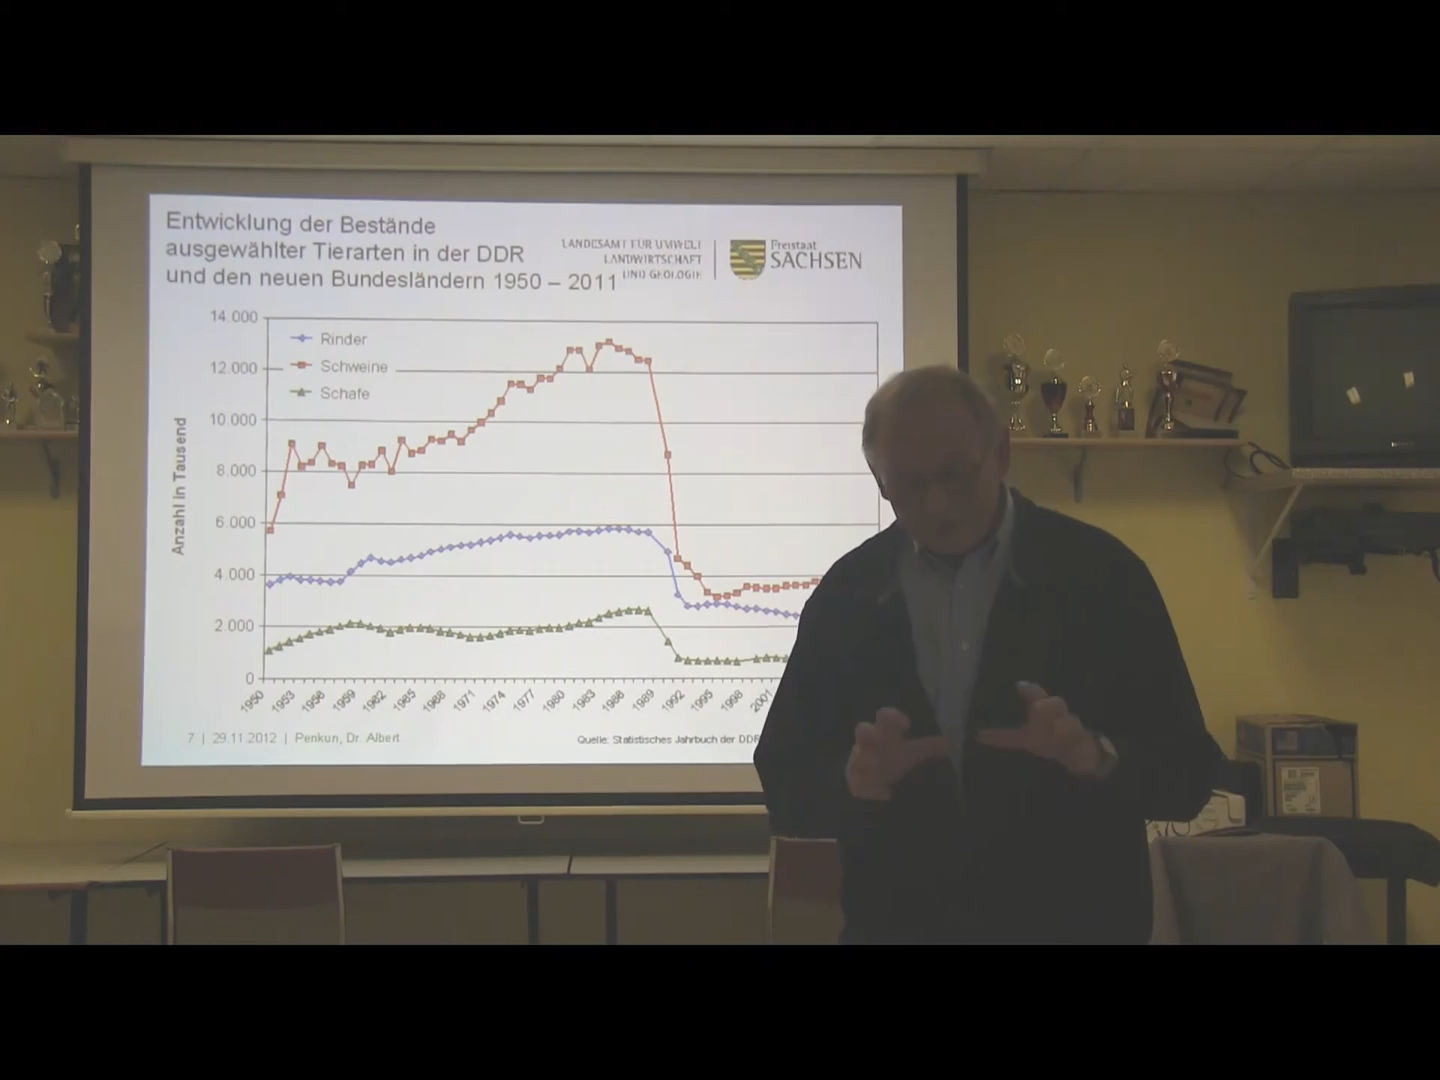 Entwicklung der Bestände
ausgewählter Tierarten in der DDR
und den neuen Bundesländern 1950 – 2011
LANDESAMT FÜR UMWELT
LANDWIRTSCHAFT
UND GEOLOGIE
Freistaat
SACHSEN
Anzahl in Tausend
14 000
12 000
10 000
8 000
6 000
4 000
2 000
0
Rinder
Schweine
Schafe
1950 1953 1956 1959 1962 1965 1968 1971 1974 1977 1980 1983 1986 1989 1992 1995 1998 2001
7 | 29.11.2012 | Penkun, Dr. Albert
Quelle: Statistisches Jahrbuch der DDR